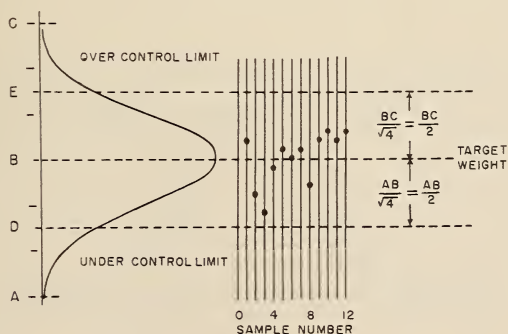 C
OVER CONTROL LIMIT
E
BC/√4 = BC/2
B
TARGET WEIGHT
AB/√4 = AB/2
D
UNDER CONTROL LIMIT
A
0 4 8 12
SAMPLE NUMBER